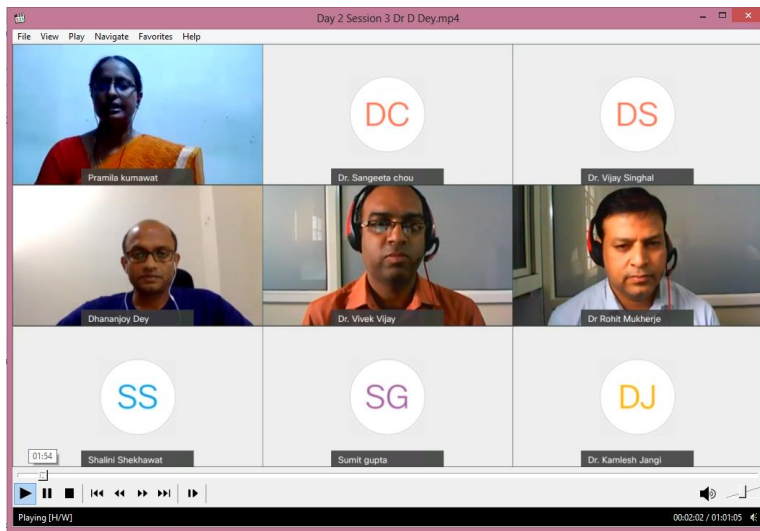 Day 2 Session 3 Dr D Dey.mp4
File View Play Navigate Favorites Help
DC
DS
Pramila kumawat
Dr. Sangeeta chou
Dr. Vijay Singhal
Dhananjoy Dey
Dr. Vivek Vijay
Dr Rohit Mukherje
SS
SG
DJ
01:54
Shalini Shekhawat
Sumit gupta
Dr. Kamlesh Jangi
Playing [H/W]
00:02:02 / 01:01:05